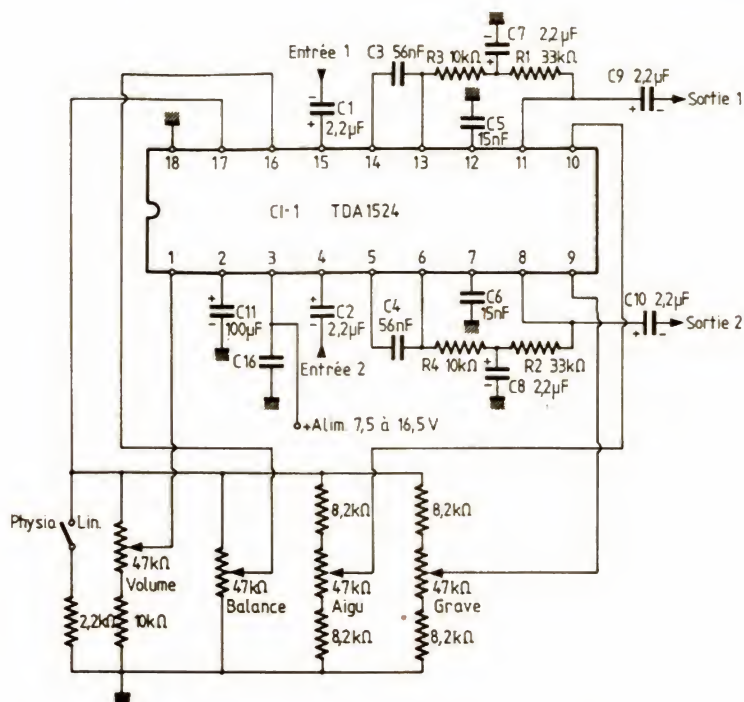 C7 2,2µF
C3 56nF
R3 10kΩ
R1 33kΩ
Entrée 1
C9 2,2µF
C1
2,2µF
C5
15nF
Sortie 1
18 17 16 15 14 13 12 11 10
CI-1 TDA1524
1 2 3 4 5 6 7 8 9
C11
100µF
C2
2,2µF
C4
56nF
C6
15nF
C10 2,2µF
Sortie 2
C16
Entrée 2
R4 10kΩ
R2 33kΩ
C8 2,2µF
+Alim. 7,5 à 16,5V
8,2kΩ
8,2kΩ
Physio Lin.
47kΩ
Volume
47kΩ
Balance
47kΩ
Aigu
47kΩ
Grave
2,2kΩ
10kΩ
8,2kΩ
8,2kΩ